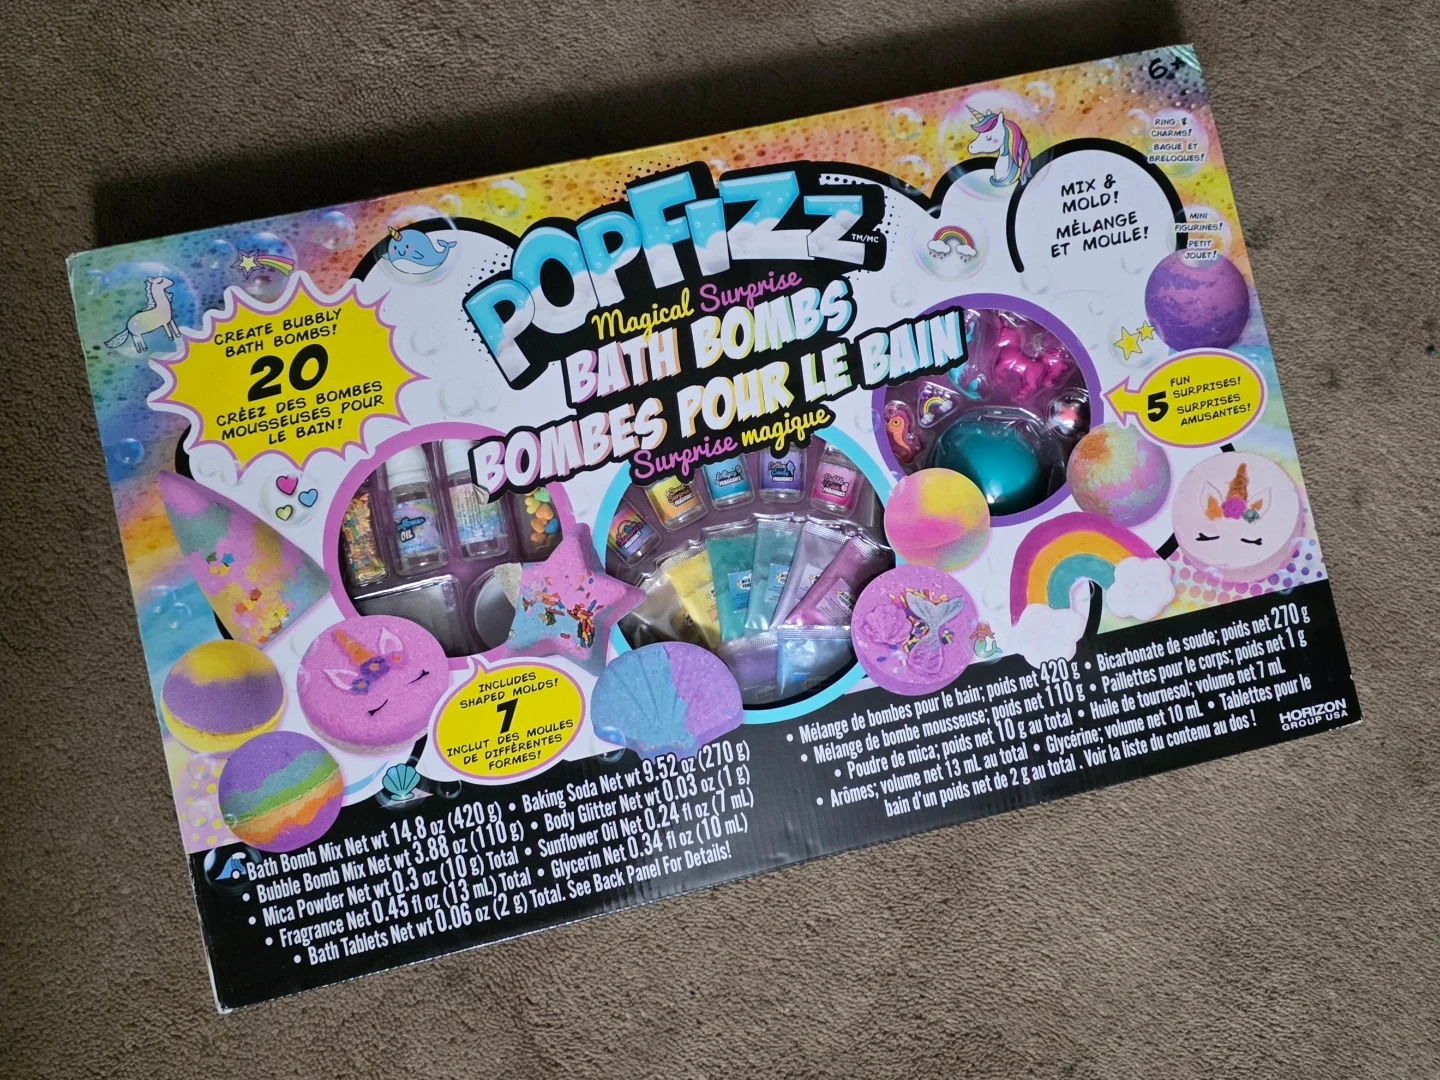 6+
RING &
CHARMS!
BAGUE ET
BRELOQUES!
MIX &
MOLD!
MÉLANGE
ET MOULE!
MINI
FIGURINES!
PETIT
JOUET!
POPFIZZ
TM/MC
Magical Surprise
BATH BOMBS
BOMBES POUR LE BAIN
Surprise magique
CREATE BUBBLY
BATH BOMBS!
20
CRÉEZ DES BOMBES
MOUSSEUSES POUR
LE BAIN!
5
FUN
SURPRISES!
SURPRISES
AMUSANTES!
OIL
FRAGRANCE
FRAGRANCE
FRAGRANCE
FRAGRANCE
INCLUDES
SHAPED MOLDS!
7
INCLUT DES MOULES
DE DIFFÉRENTES
FORMES!
• Bath Bomb Mix Net wt 14.8 oz (420 g) • Baking Soda Net wt 9.52 oz (270 g)
• Bubble Bomb Mix Net wt 3.88 oz (110 g) • Body Glitter Net wt 0.03 oz (1 g)
• Mica Powder Net wt 0.3 oz (10 g) Total • Sunflower Oil Net 0.24 fl oz (7 mL)
• Fragrance Net 0.45 fl oz (13 mL) Total • Glycerin Net 0.34 fl oz (10 mL)
• Bath Tablets Net wt 0.06 oz (2 g) Total. See Back Panel For Details!
• Mélange de bombes pour le bain; poids net 420 g • Bicarbonate de soude; poids net 270 g
• Mélange de bombe mousseuse; poids net 110 g • Paillettes pour le corps; poids net 1 g
• Poudre de mica; poids net 10 g au total • Huile de tournesol; volume net 7 mL
• Arômes; volume net 13 mL au total • Glycérine; volume net 10 mL • Tablettes pour le
bain d'un poids net de 2 g au total . Voir la liste du contenu au dos !
HORIZON
GROUP USA